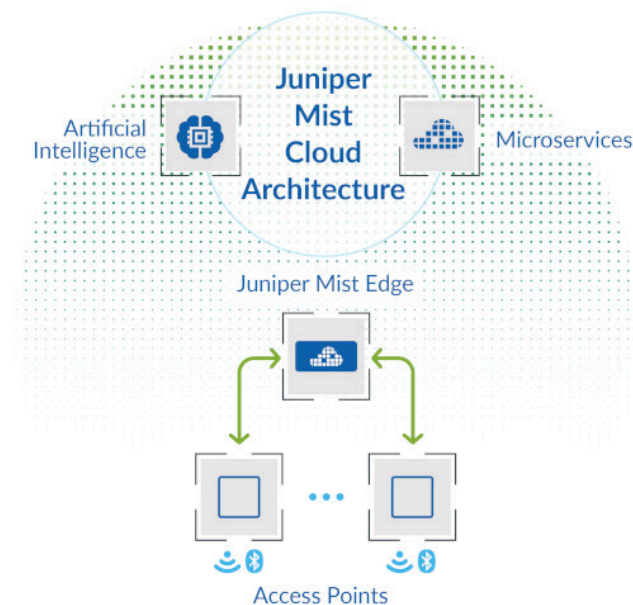 Juniper
Mist
Cloud
Architecture
Artificial
Intelligence
Microservices
Juniper Mist Edge
Access Points